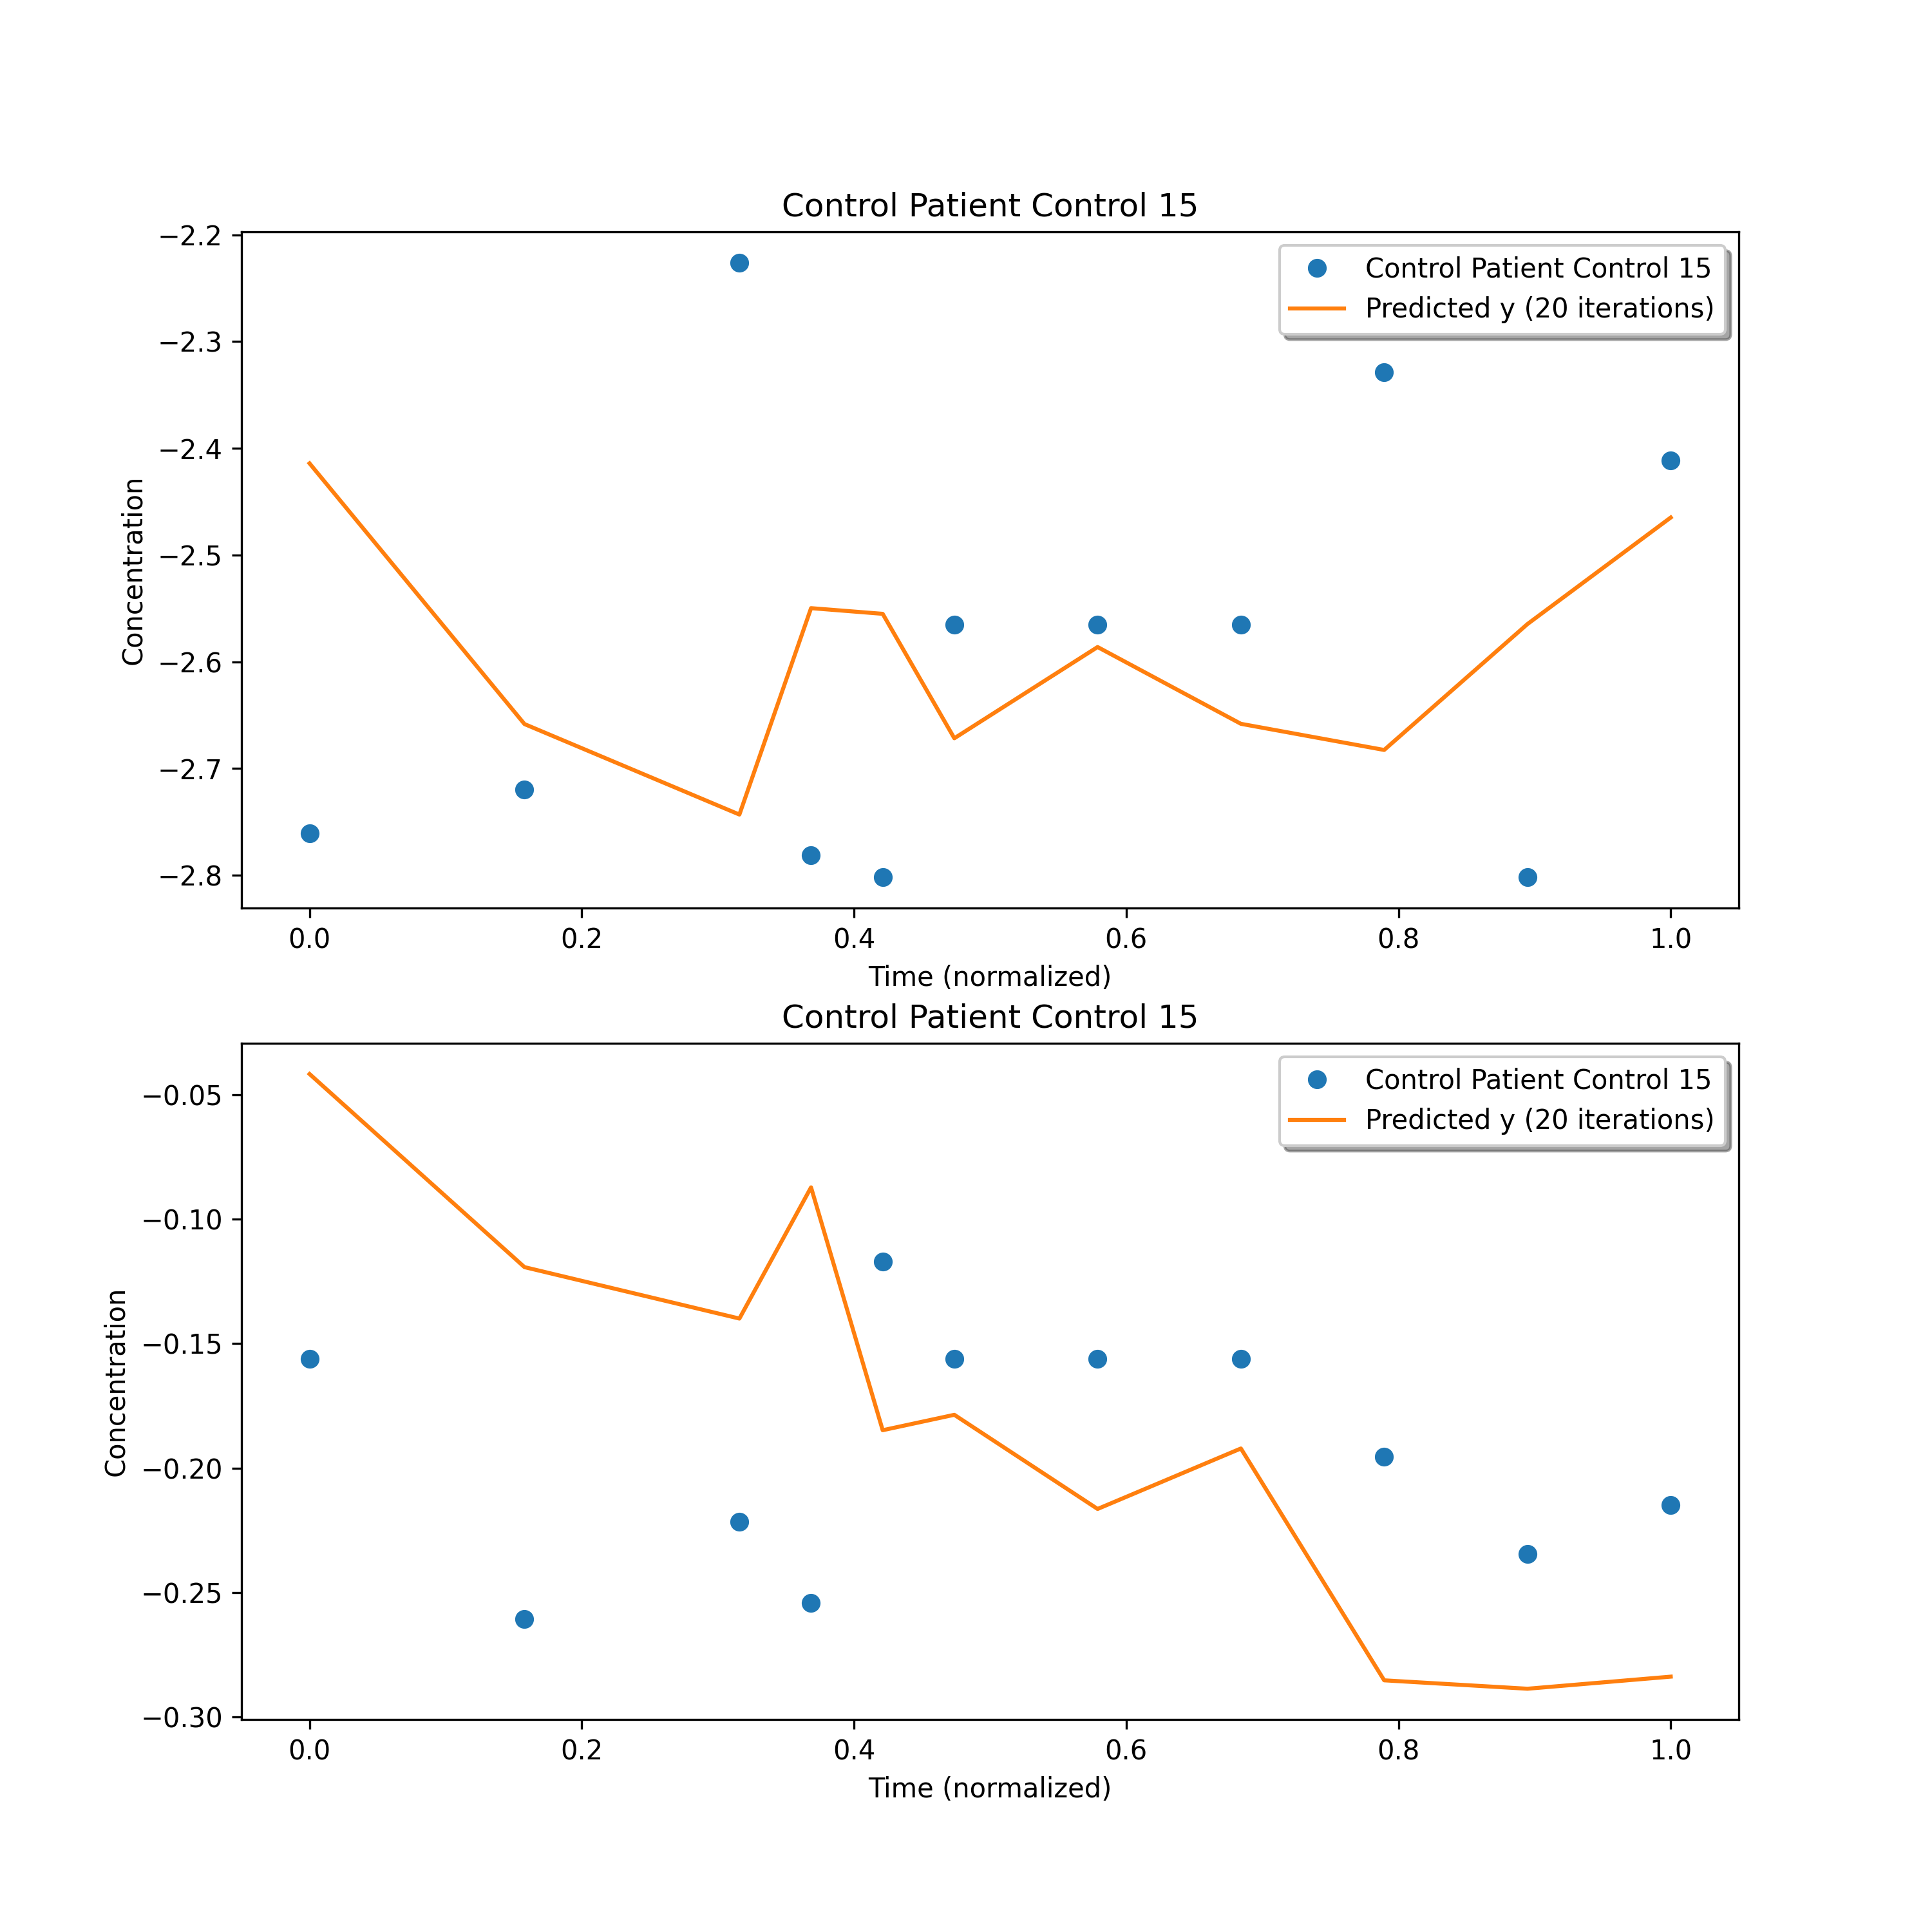 Control Patient Control 15
−2.2
−2.3
−2.4
−2.5
−2.6
−2.7
−2.8
Concentration
Control Patient Control 15
Predicted y (20 iterations)
0.0 0.2 0.4 0.6 0.8 1.0
Time (normalized)
Control Patient Control 15
−0.05
−0.10
−0.15
−0.20
−0.25
−0.30
Concentration
Control Patient Control 15
Predicted y (20 iterations)
0.0 0.2 0.4 0.6 0.8 1.0
Time (normalized)